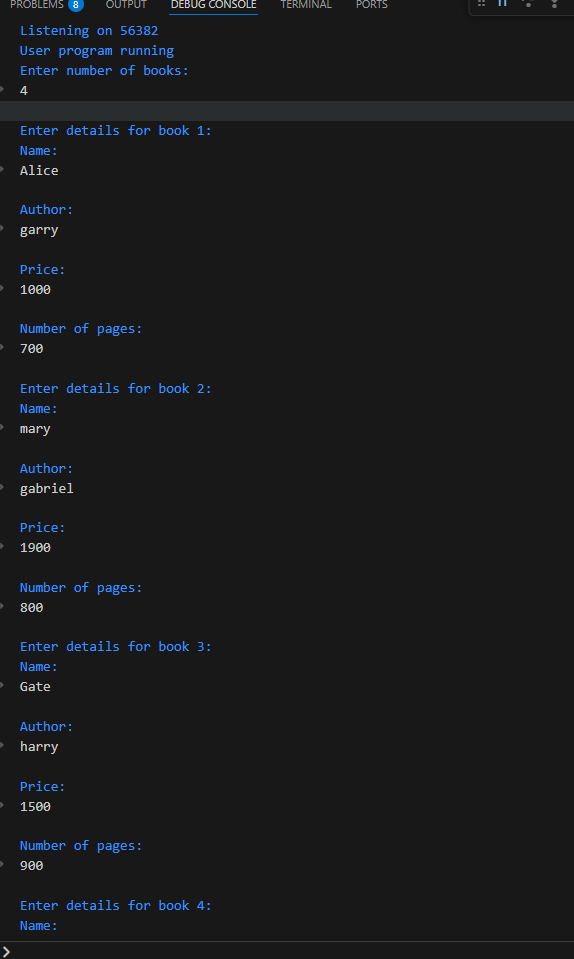 PROBLEMS 8 OUTPUT DEBUG CONSOLE TERMINAL PORTS
Listening on 56382
User program running
Enter number of books:
4
Enter details for book 1:
Name:
Alice
Author:
garry
Price:
1000
Number of pages:
700
Enter details for book 2:
Name:
mary
Author:
gabriel
Price:
1900
Number of pages:
800
Enter details for book 3:
Name:
Gate
Author:
harry
Price:
1500
Number of pages:
900
Enter details for book 4:
Name: